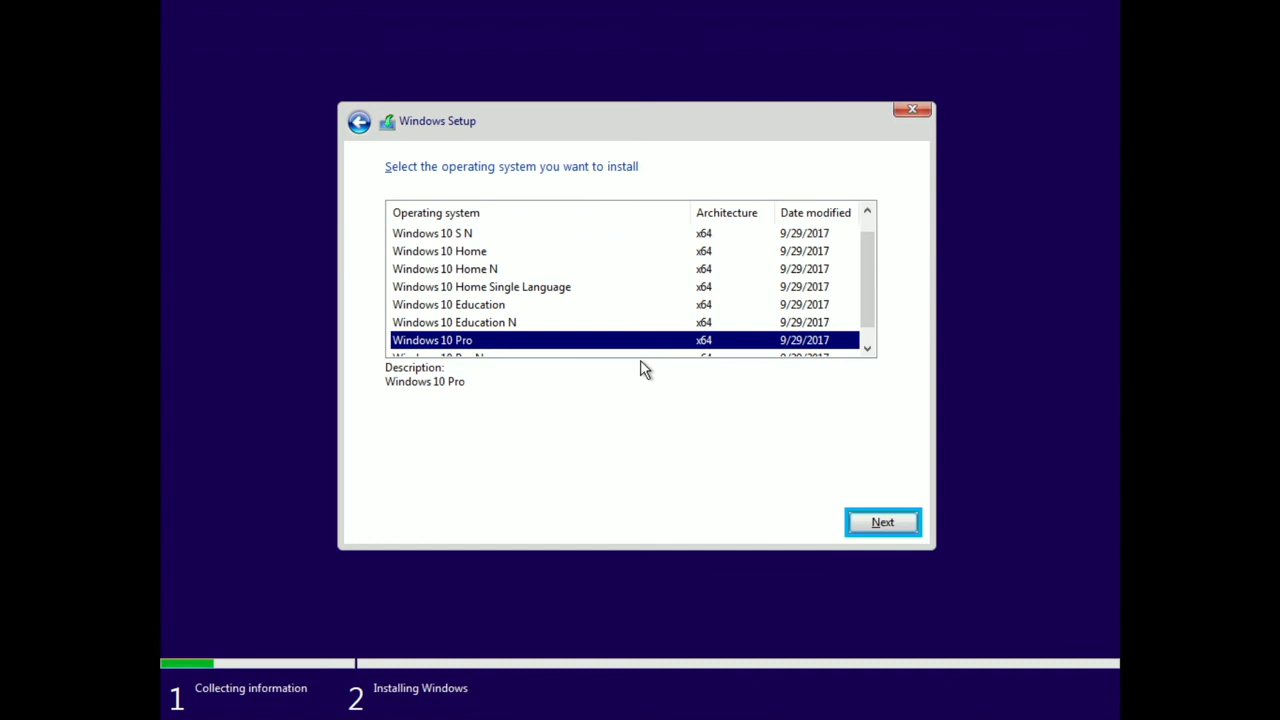 Windows Setup
Select the operating system you want to install
Operating system Architecture Date modified
Windows 10 S N x64 9/29/2017
Windows 10 Home x64 9/29/2017
Windows 10 Home N x64 9/29/2017
Windows 10 Home Single Language x64 9/29/2017
Windows 10 Education x64 9/29/2017
Windows 10 Education N x64 9/29/2017
Windows 10 Pro x64 9/29/2017
Description:
Windows 10 Pro
Next
1 Collecting information 2 Installing Windows